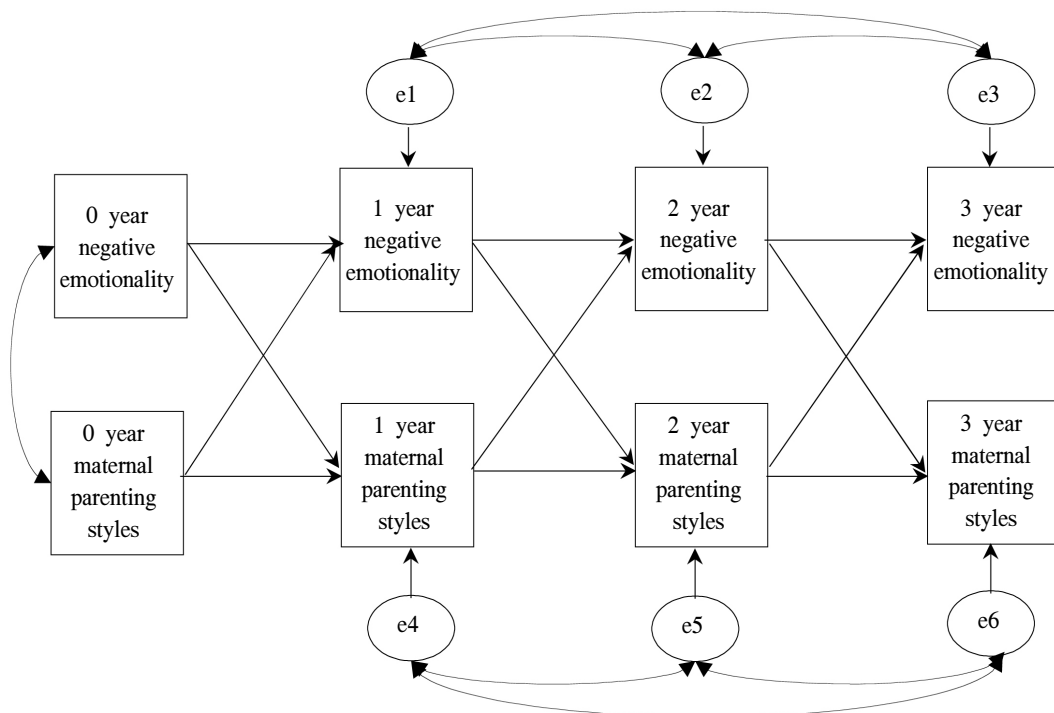 e1
e2
e3
0 year
negative
emotionality
1 year
negative
emotionality
2 year
negative
emotionality
3 year
negative
emotionality
0 year
maternal
parenting
styles
1 year
maternal
parenting
styles
2 year
maternal
parenting
styles
3 year
maternal
parenting
styles
e4
e5
e6